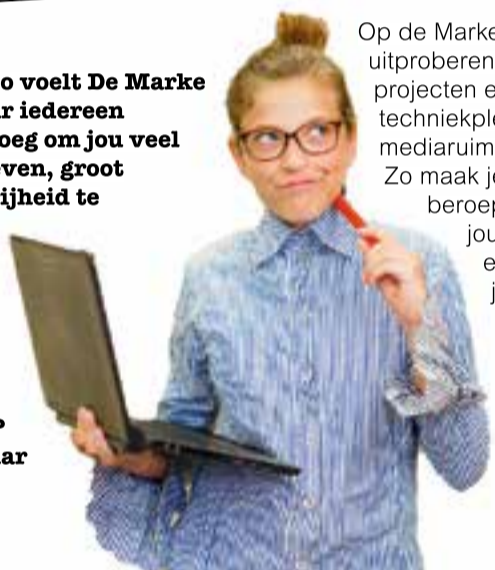 o voelt De Marke
r iedereen
oeg om jou veel
ven, groot
ijheid te
ar
Op de Marke
uitproberen
projecten e
techniekple
mediaruim
Zo maak je
beroep
jou
e
j